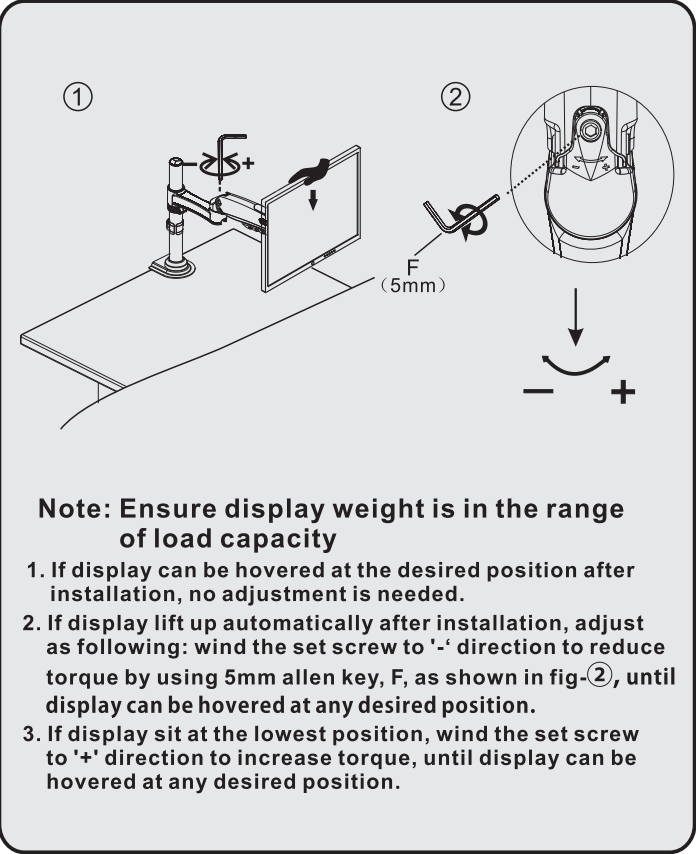 ①
②
− +
- +
F
(5mm)
− +
Note: Ensure display weight is in the range
of load capacity
1. If display can be hovered at the desired position after
installation, no adjustment is needed.
2. If display lift up automatically after installation, adjust
as following: wind the set screw to '-‘ direction to reduce
torque by using 5mm allen key, F, as shown in fig-②, until
display can be hovered at any desired position.
3. If display sit at the lowest position, wind the set screw
to '+' direction to increase torque, until display can be
hovered at any desired position.